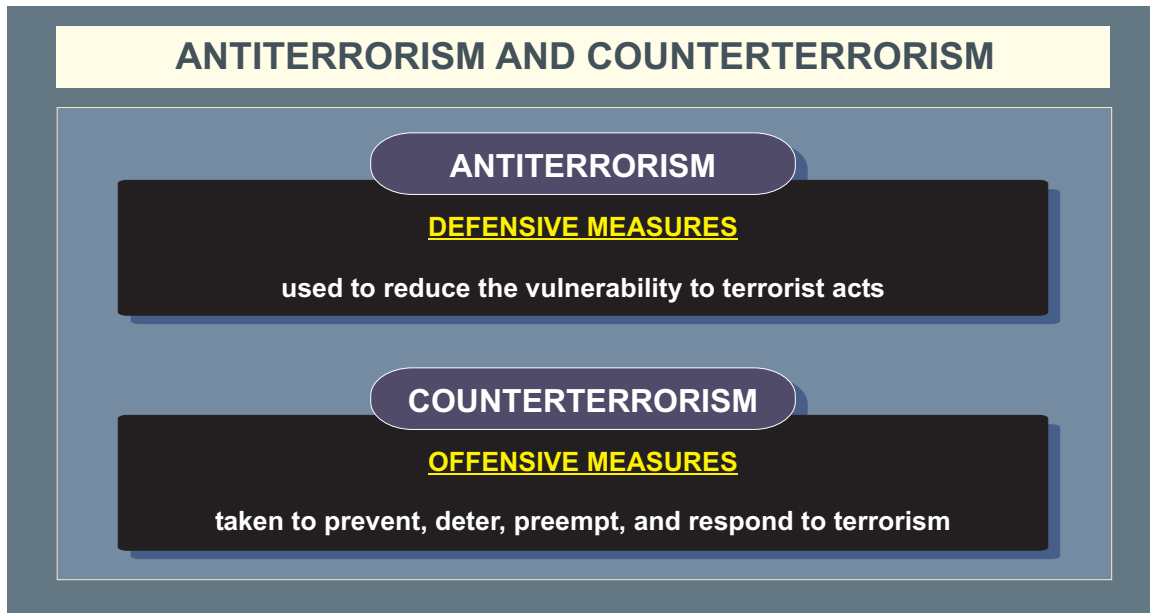 ANTITERRORISM AND COUNTERTERRORISM
ANTITERRORISM
DEFENSIVE MEASURES
used to reduce the vulnerability to terrorist acts
COUNTERTERRORISM
OFFENSIVE MEASURES
taken to prevent, deter, preempt, and respond to terrorism